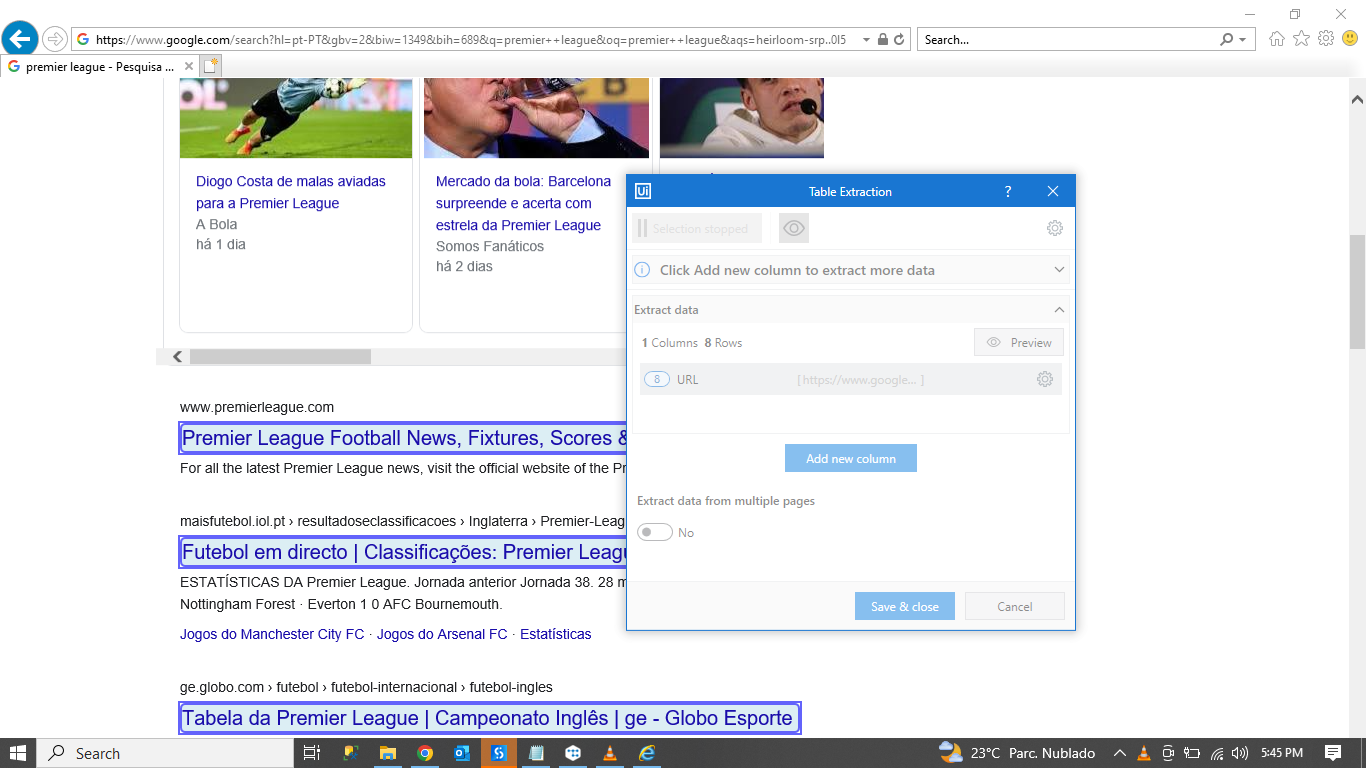 https://www.google.com/search?hl=pt-PT&gbv=2&biw=1349&bih=689&q=premier++league&oq=premier++league&aqs=heirloom-srp..0l5
Search...
premier league - Pesquisa ...
Diogo Costa de malas aviadas
para a Premier League
A Bola
há 1 dia
Mercado da bola: Barcelona
surpreende e acerta com
estrela da Premier League
Somos Fanáticos
há 2 dias
Ui
Table Extraction
?
Selection stopped
Click Add new column to extract more data
Extract data
1 Columns 8 Rows
Preview
8 URL [ https://www.google... ]
Add new column
Extract data from multiple pages
No
Save & close
Cancel
www.premierleague.com
Premier League Football News, Fixtures, Scores &
For all the latest Premier League news, visit the official website of the
maisfutebol.iol.pt › resultadoseclassificacoes › Inglaterra › Premier-Leag
Futebol em directo | Classificações: Premier Leagu
ESTATÍSTICAS DA Premier League. Jornada anterior Jornada 38. 28 m
Nottingham Forest · Everton 1 0 AFC Bournemouth.
Jogos do Manchester City FC · Jogos do Arsenal FC · Estatísticas
ge.globo.com › futebol › futebol-internacional › futebol-ingles
Tabela da Premier League | Campeonato Inglês | ge - Globo Esporte
Search
23°C Parc. Nublado
5:45 PM